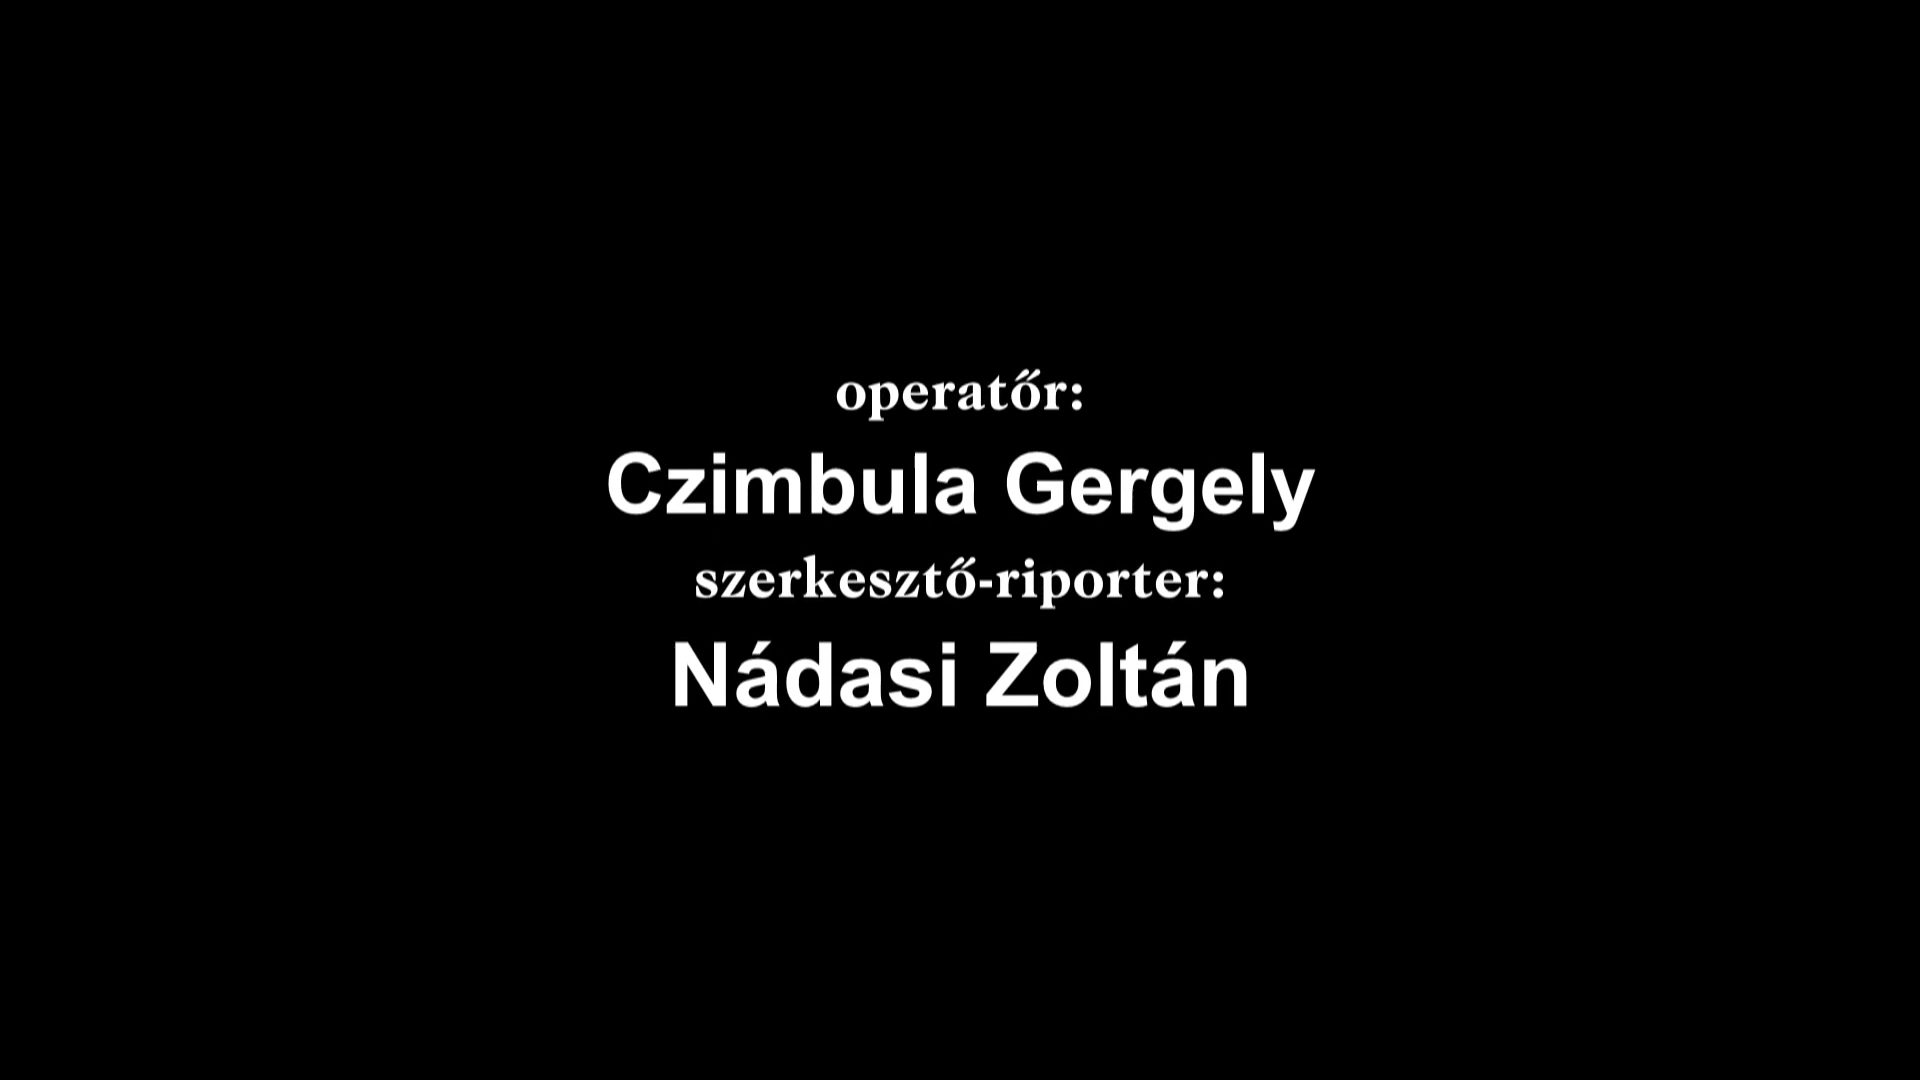 operatőr:
Czimbula Gergely
szerkesztő-riporter:
Nádasi Zoltán